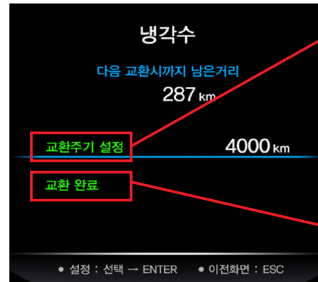 냉각수
다음 교환시까지 남은거리
287 km
교환주기 설정 4000 km
교환 완료
● 설정 : 선택 → ENTER ● 이전화면 : ESC